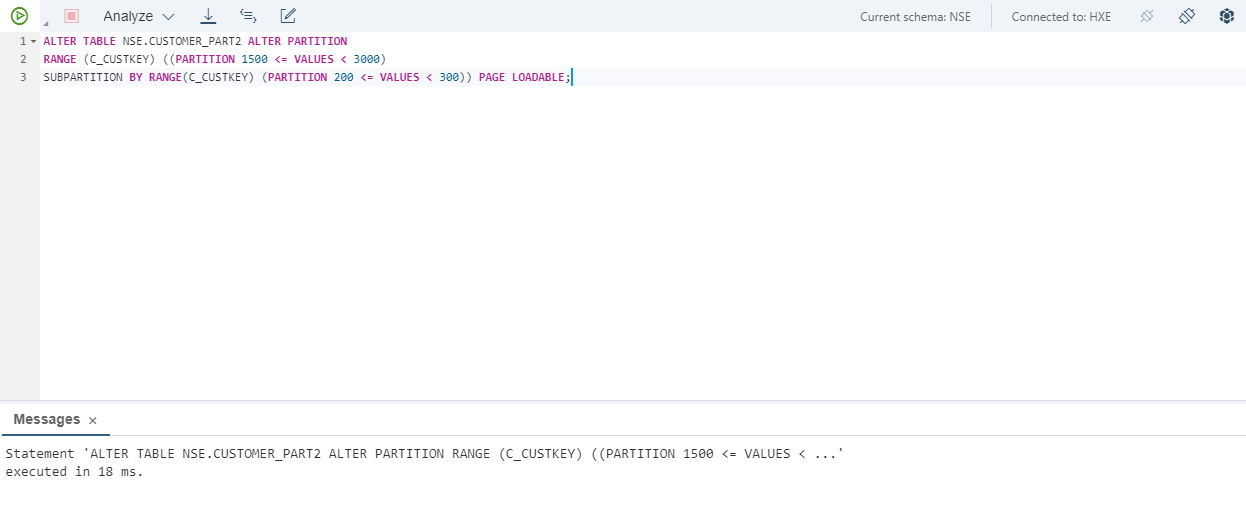 Analyze
Current schema: NSE
Connected to: HXE
1 ALTER TABLE NSE.CUSTOMER_PART2 ALTER PARTITION
2 RANGE (C_CUSTKEY) ((PARTITION 1500 <= VALUES < 3000)
3 SUBPARTITION BY RANGE(C_CUSTKEY) (PARTITION 200 <= VALUES < 300)) PAGE LOADABLE;
Messages
Statement 'ALTER TABLE NSE.CUSTOMER_PART2 ALTER PARTITION RANGE (C_CUSTKEY) ((PARTITION 1500 <= VALUES < ...'
executed in 18 ms.